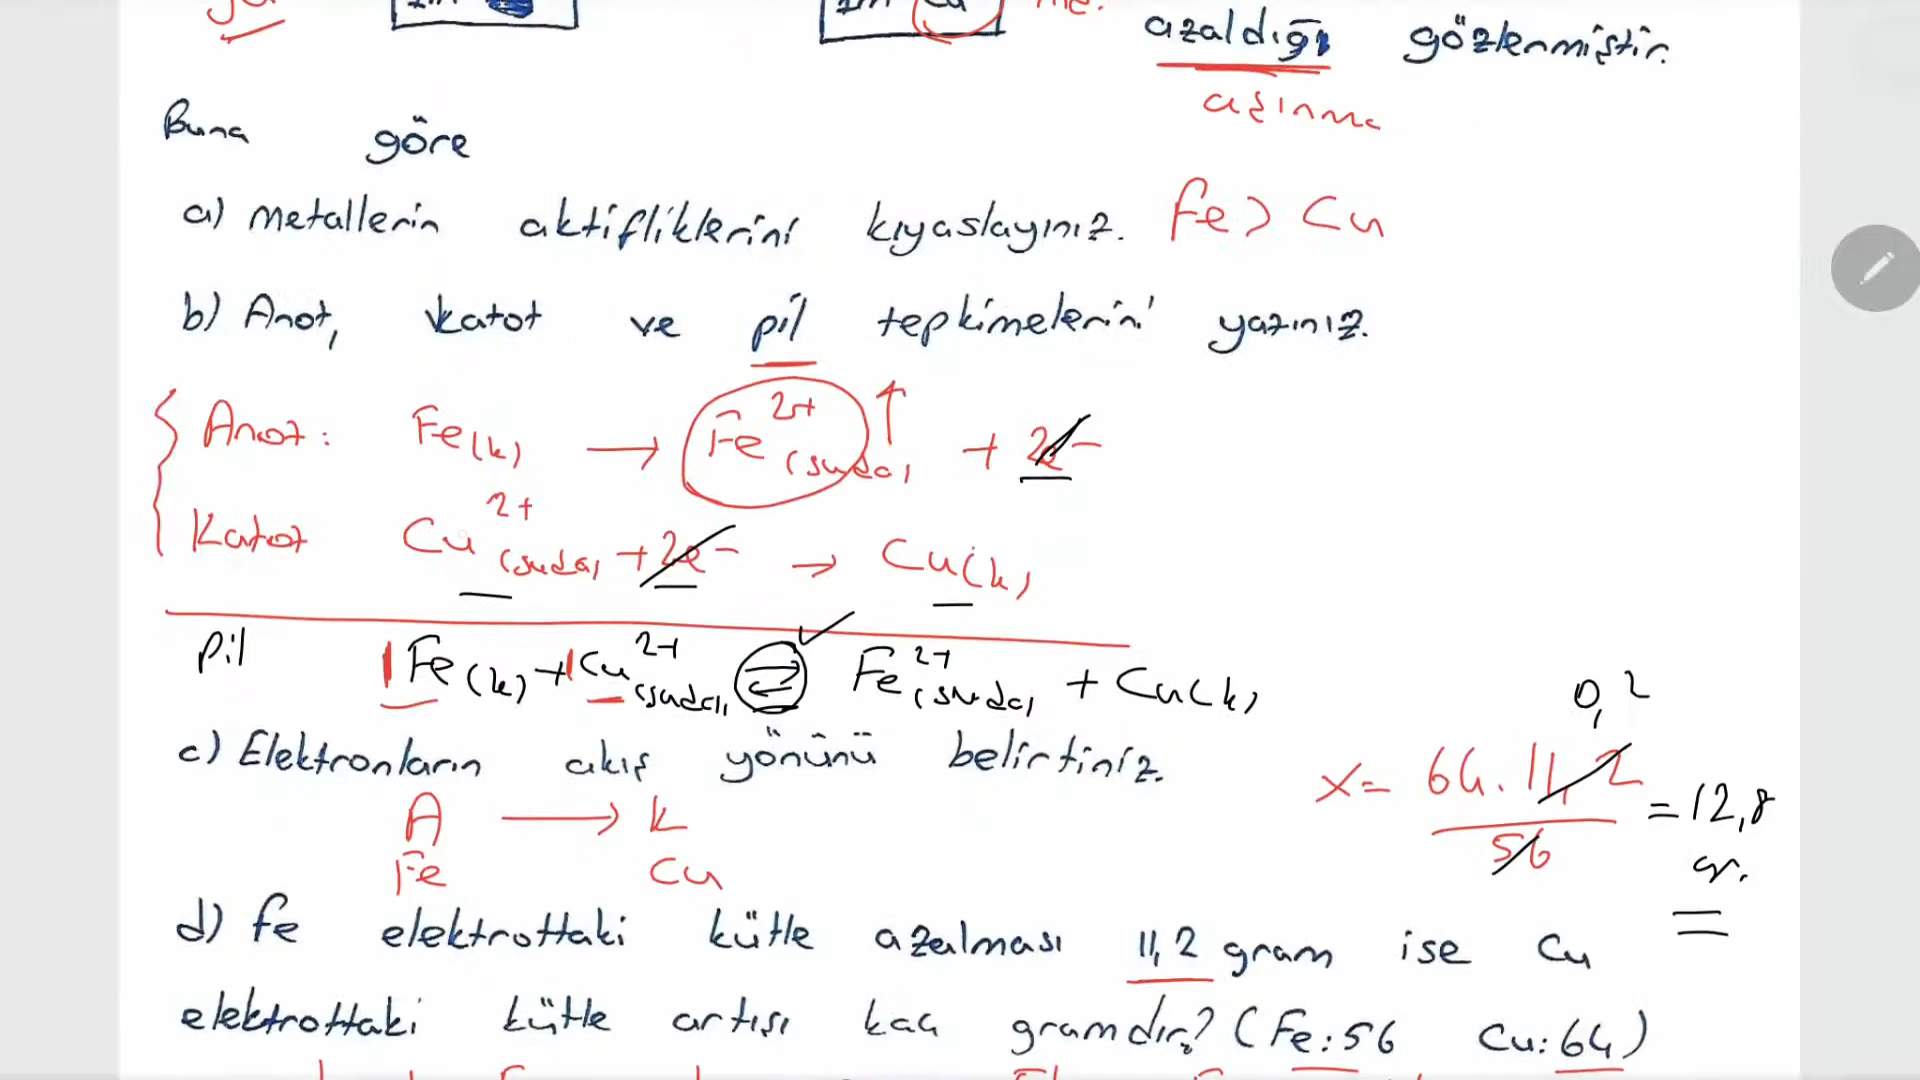 azaldığı gözlenmiştir.
aşınma
Buna göre
a) metallerin aktifliklerini kıyaslayınız. Fe > Cu
b) Anot, katot ve pil tepkimelerini yazınız.
Anot: Fe(k) → Fe²⁺(suda) ↑ + 2e⁻
Katot Cu²⁺(suda) + 2e⁻ → Cu(k)
pil 1Fe(k) + 1Cu²⁺(suda) ⇌ Fe²⁺(suda) + Cu(k)
c) Elektronların akış yönünü belirtiniz.
A → K
Fe Cu
0,2
x = 64.11,2 / 56 = 12,8 gr.
d) Fe elektrottaki kütle azalması 11,2 gram ise Cu
elektrottaki kütle artışı kaç gramdır? (Fe:56 Cu:64)